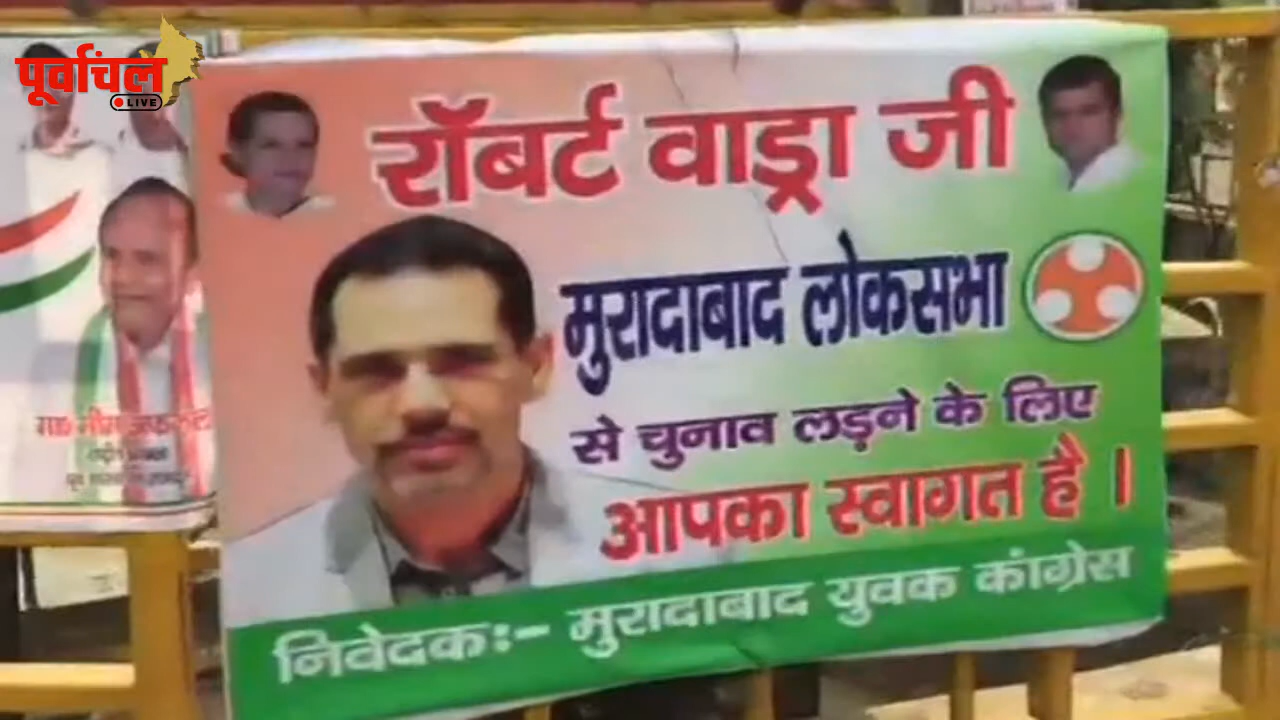 पूर्वांचल
LIVE
रॉबर्ट वाड्रा जी
मुरादाबाद लोकसभा
से चुनाव लड़ने के लिए
आपका स्वागत है ।
निवेदकः- मुरादाबाद युवक कांग्रेस